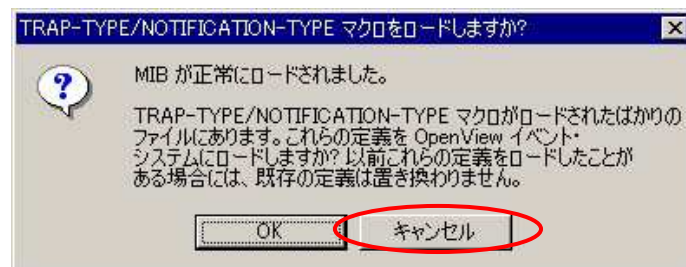 TRAP-TYPE/NOTIFICATION-TYPE マクロをロードしますか?
MIB が正常にロードされました。
TRAP-TYPE/NOTIFICATION-TYPE マクロがロードされたばかりの
ファイルにあります。これらの定義を OpenView イベント・
システムにロードしますか? 以前これらの定義をロードしたことが
ある場合には、既存の定義は置き換わりません。
OK
キャンセル